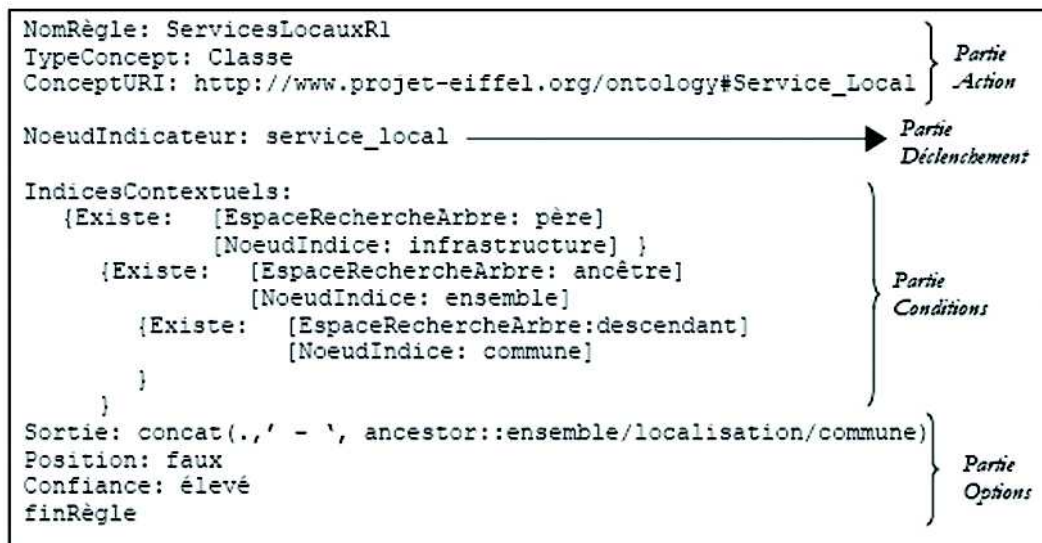 NomRègle: ServicesLocauxR1
TypeConcept: Classe
ConceptURI: http://www.projet-eiffel.org/ontology#Service_Local
Partie
Action
NoeudIndicateur: service_local
Partie
Déclenchement
IndicesContextuels:
{Existe: [EspaceRechercheArbre: père]
[NoeudIndice: infrastructure] }
{Existe: [EspaceRechercheArbre: ancêtre]
[NoeudIndice: ensemble]
{Existe: [EspaceRechercheArbre:descendant]
[NoeudIndice: commune]
}
}
Partie
Conditions
Sortie: concat(.,’ - ‘, ancestor::ensemble/localisation/commune)
Position: faux
Confiance: élevé
finRègle
Partie
Options